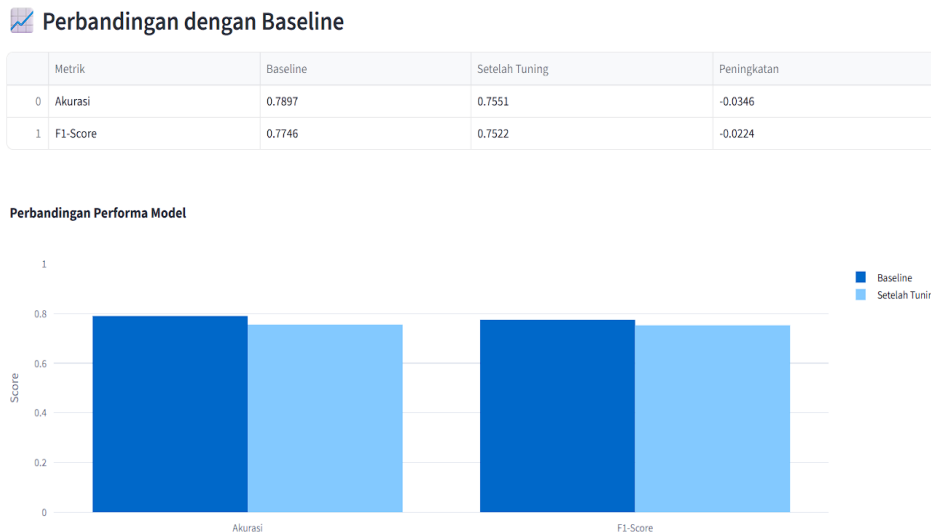 Perbandingan dengan Baseline
Metrik Baseline Setelah Tuning Peningkatan
0 Akurasi 0.7897 0.7551 -0.0346
1 F1-Score 0.7746 0.7522 -0.0224
Perbandingan Performa Model
1
0.8
0.6
0.4
0.2
0
Score
Akurasi F1-Score
Baseline
Setelah Tunin